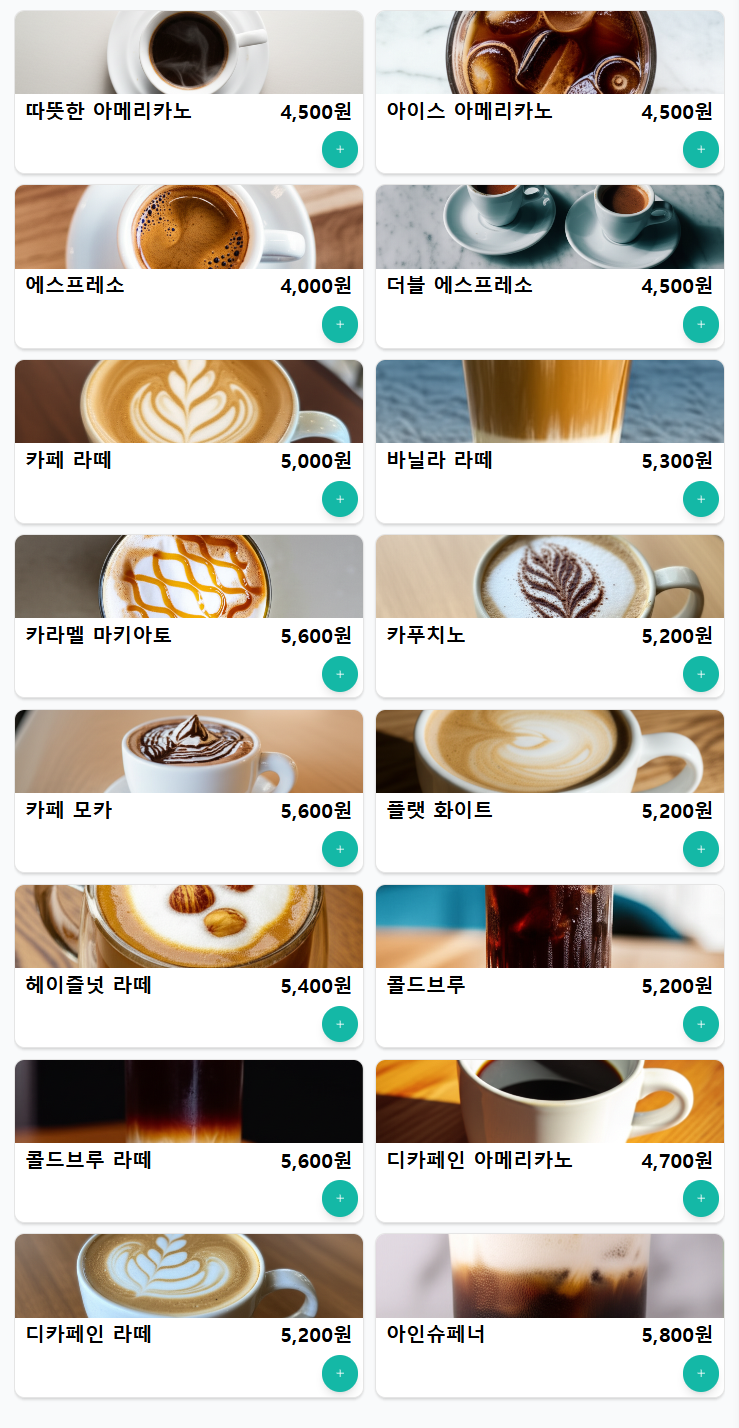 따뜻한 아메리카노 4,500원
+
아이스 아메리카노 4,500원
+
에스프레소 4,000원
+
더블 에스프레소 4,500원
+
카페 라떼 5,000원
+
바닐라 라떼 5,300원
+
카라멜 마키아토 5,600원
+
카푸치노 5,200원
+
카페 모카 5,600원
+
플랫 화이트 5,200원
+
헤이즐넛 라떼 5,400원
+
콜드브루 5,200원
+
콜드브루 라떼 5,600원
+
디카페인 아메리카노 4,700원
+
디카페인 라떼 5,200원
+
아인슈페너 5,800원
+